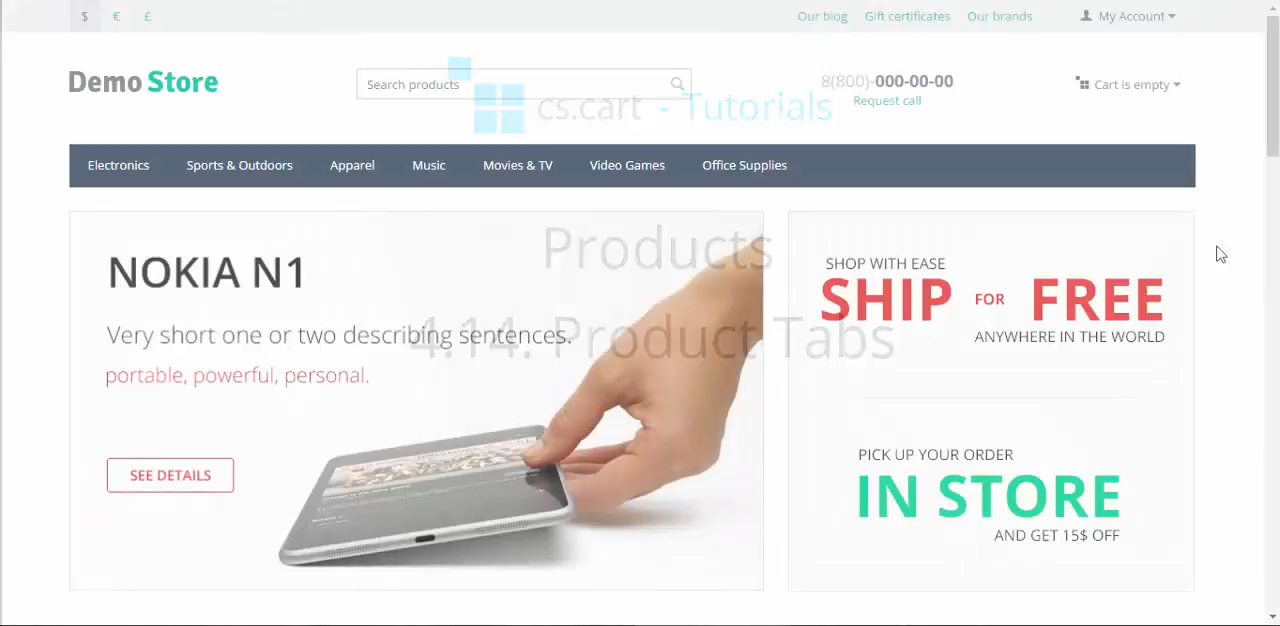 $ € £
Our blog Gift certificates Our brands My Account
Demo Store
Search products
8(800)-000-00-00
Request call
Cart is empty
cs.cart - Tutorials
Electronics Sports & Outdoors Apparel Music Movies & TV Video Games Office Supplies
Products
4.14. Product Tabs
NOKIA N1
Very short one or two describing sentences.
portable, powerful, personal.
SEE DETAILS
SHOP WITH EASE
SHIP FOR FREE
ANYWHERE IN THE WORLD
PICK UP YOUR ORDER
IN STORE
AND GET 15$ OFF